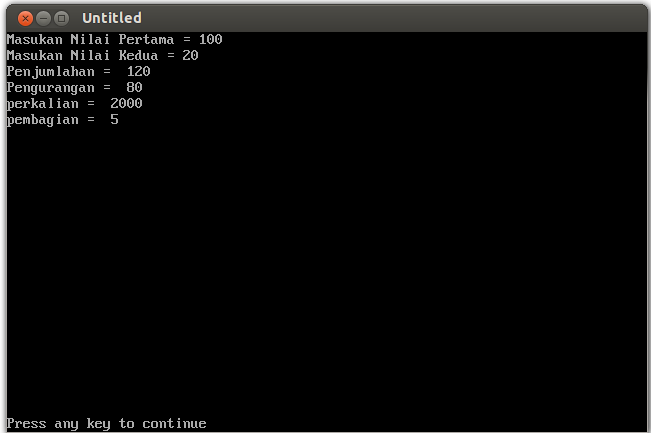 Untitled
Masukan Nilai Pertama = 100
Masukan Nilai Kedua = 20
Penjumlahan =  120
Pengurangan =  80
perkalian =  2000
pembagian =  5
Press any key to continue